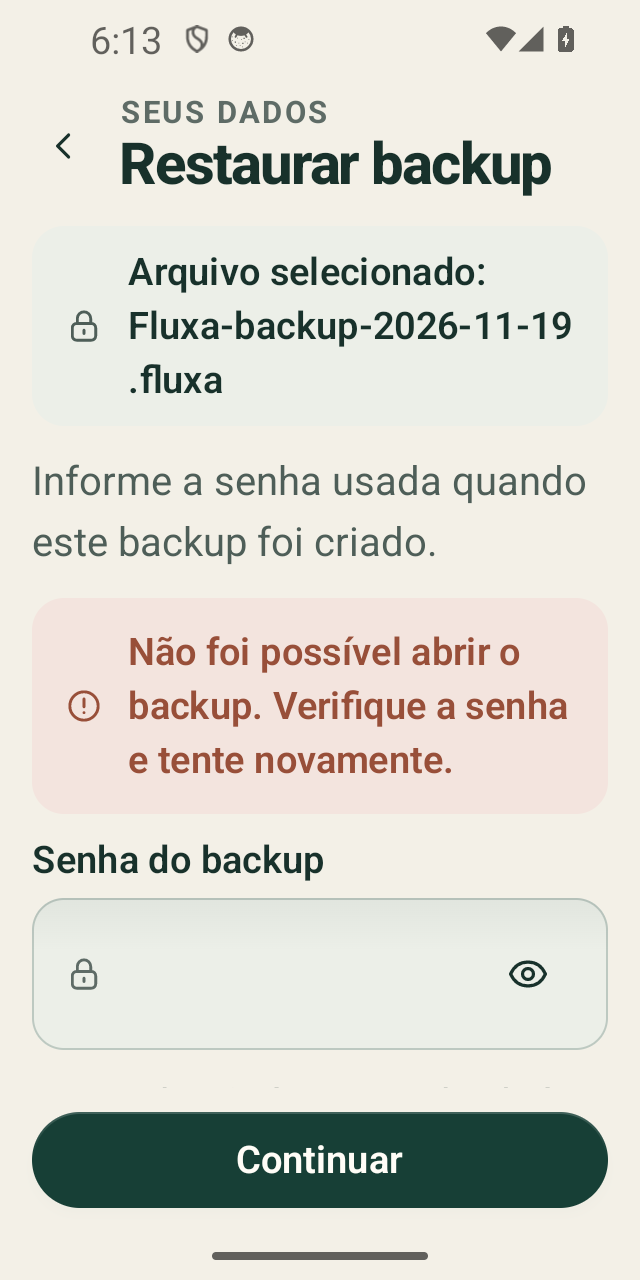 6:13
SEUS DADOS
Restaurar backup
Arquivo selecionado:
Fluxa-backup-2026-11-19
.fluxa
Informe a senha usada quando
este backup foi criado.
Não foi possível abrir o
backup. Verifique a senha
e tente novamente.
Senha do backup
Continuar